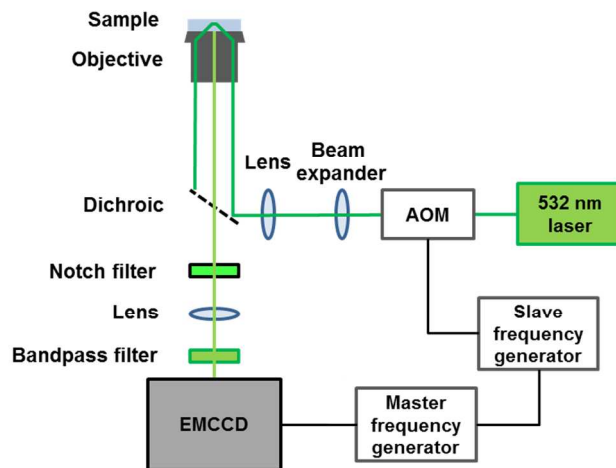 Sample
Objective
Lens
Beam
expander
Dichroic
AOM
532 nm
laser
Notch filter
Lens
Bandpass filter
Slave
frequency
generator
EMCCD
Master
frequency
generator